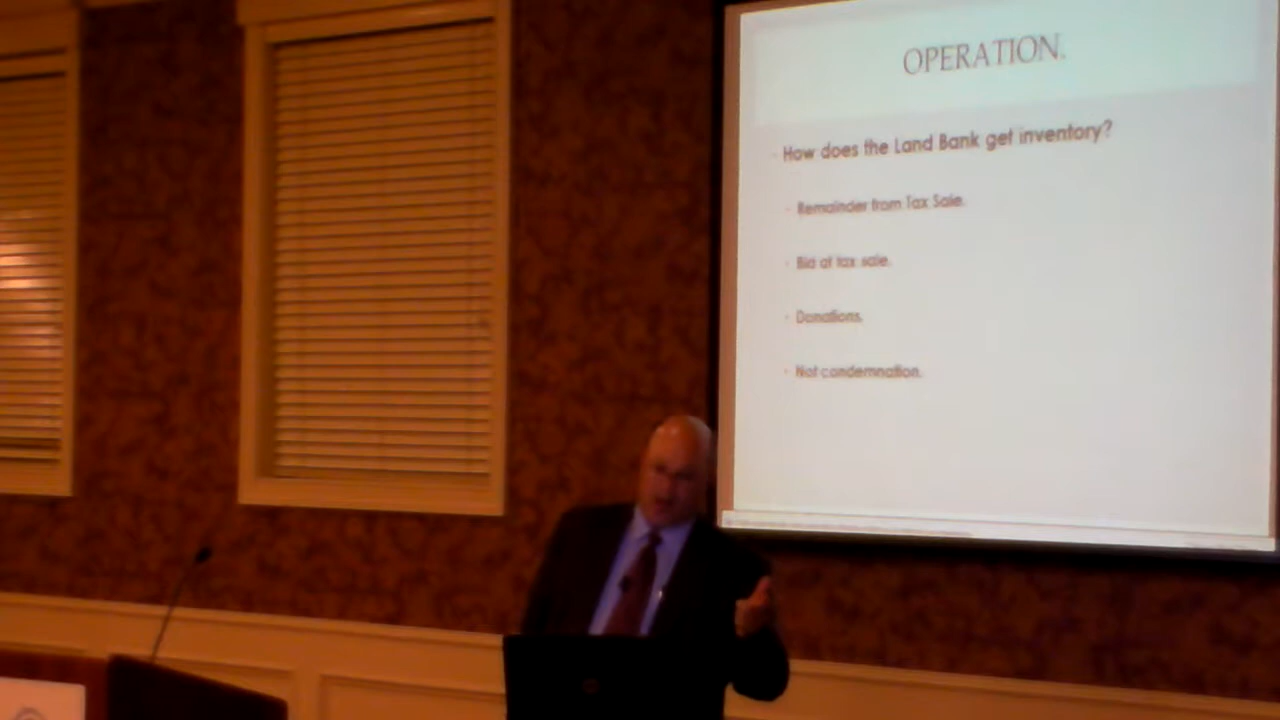 OPERATION.
How does the Land Bank get inventory?
Remainder from Tax Sale.
Bid at tax sale.
Donations.
Not condemnation.